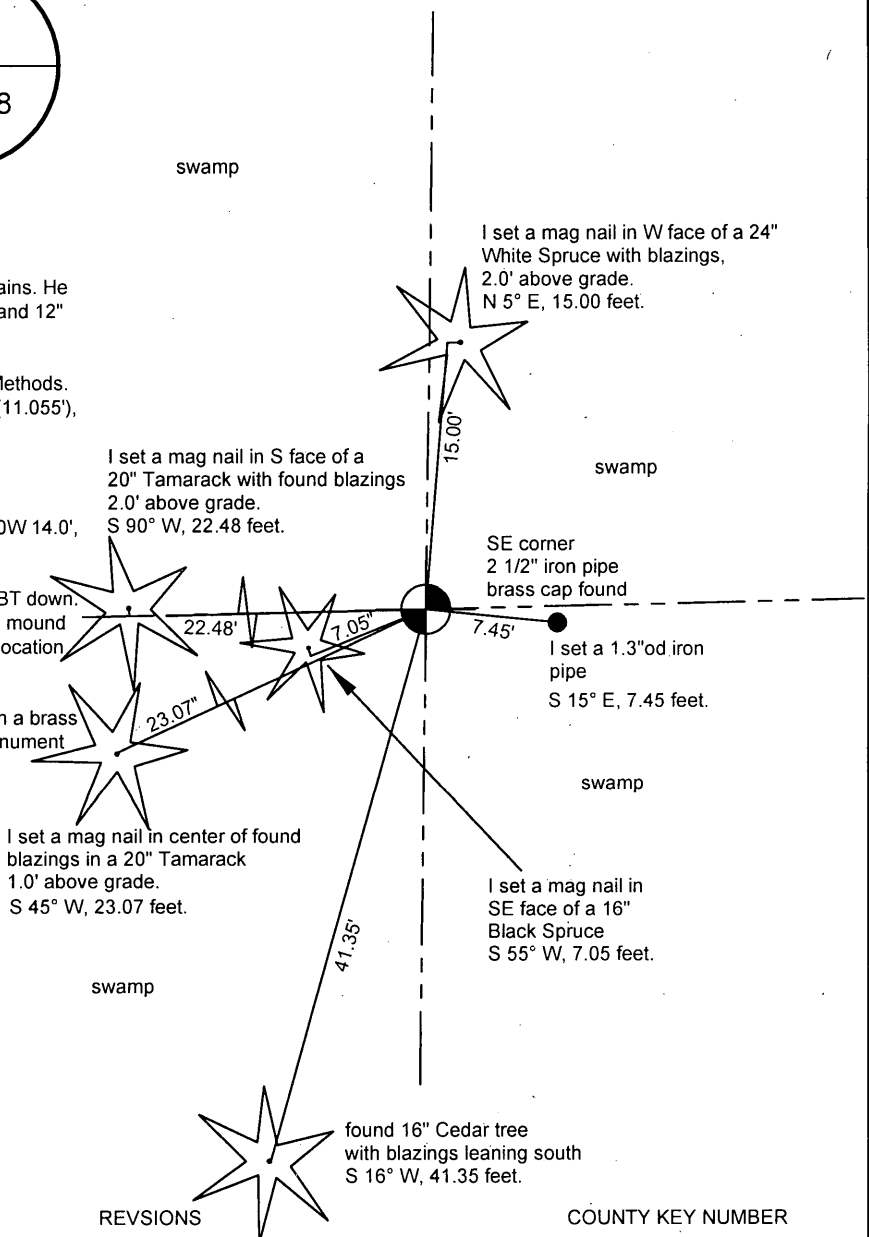 8
swamp
I set a mag nail in W face of a 24"
White Spruce with blazings,
2.0' above grade.
N 5° E, 15.00 feet.
ains. He
and 12"
Methods.
(11.055'),
15.00'
I set a mag nail in S face of a
20" Tamarack with found blazings
2.0' above grade.
S 90° W, 22.48 feet.
swamp
0W 14.0',
SE corner
2 1/2" iron pipe
brass cap found
BT down.
mound
ocation
22.48'
7.05"
7.45'
I set a 1.3"od iron
pipe
S 15° E, 7.45 feet.
23.07"
n a brass
nument
swamp
I set a mag nail in center of found
blazings in a 20" Tamarack
1.0' above grade.
S 45° W, 23.07 feet.
I set a mag nail in
SE face of a 16"
Black Spruce
S 55° W, 7.05 feet.
41.35'
swamp
found 16" Cedar tree
with blazings leaning south
S 16° W, 41.35 feet.
REVSIONS
COUNTY KEY NUMBER